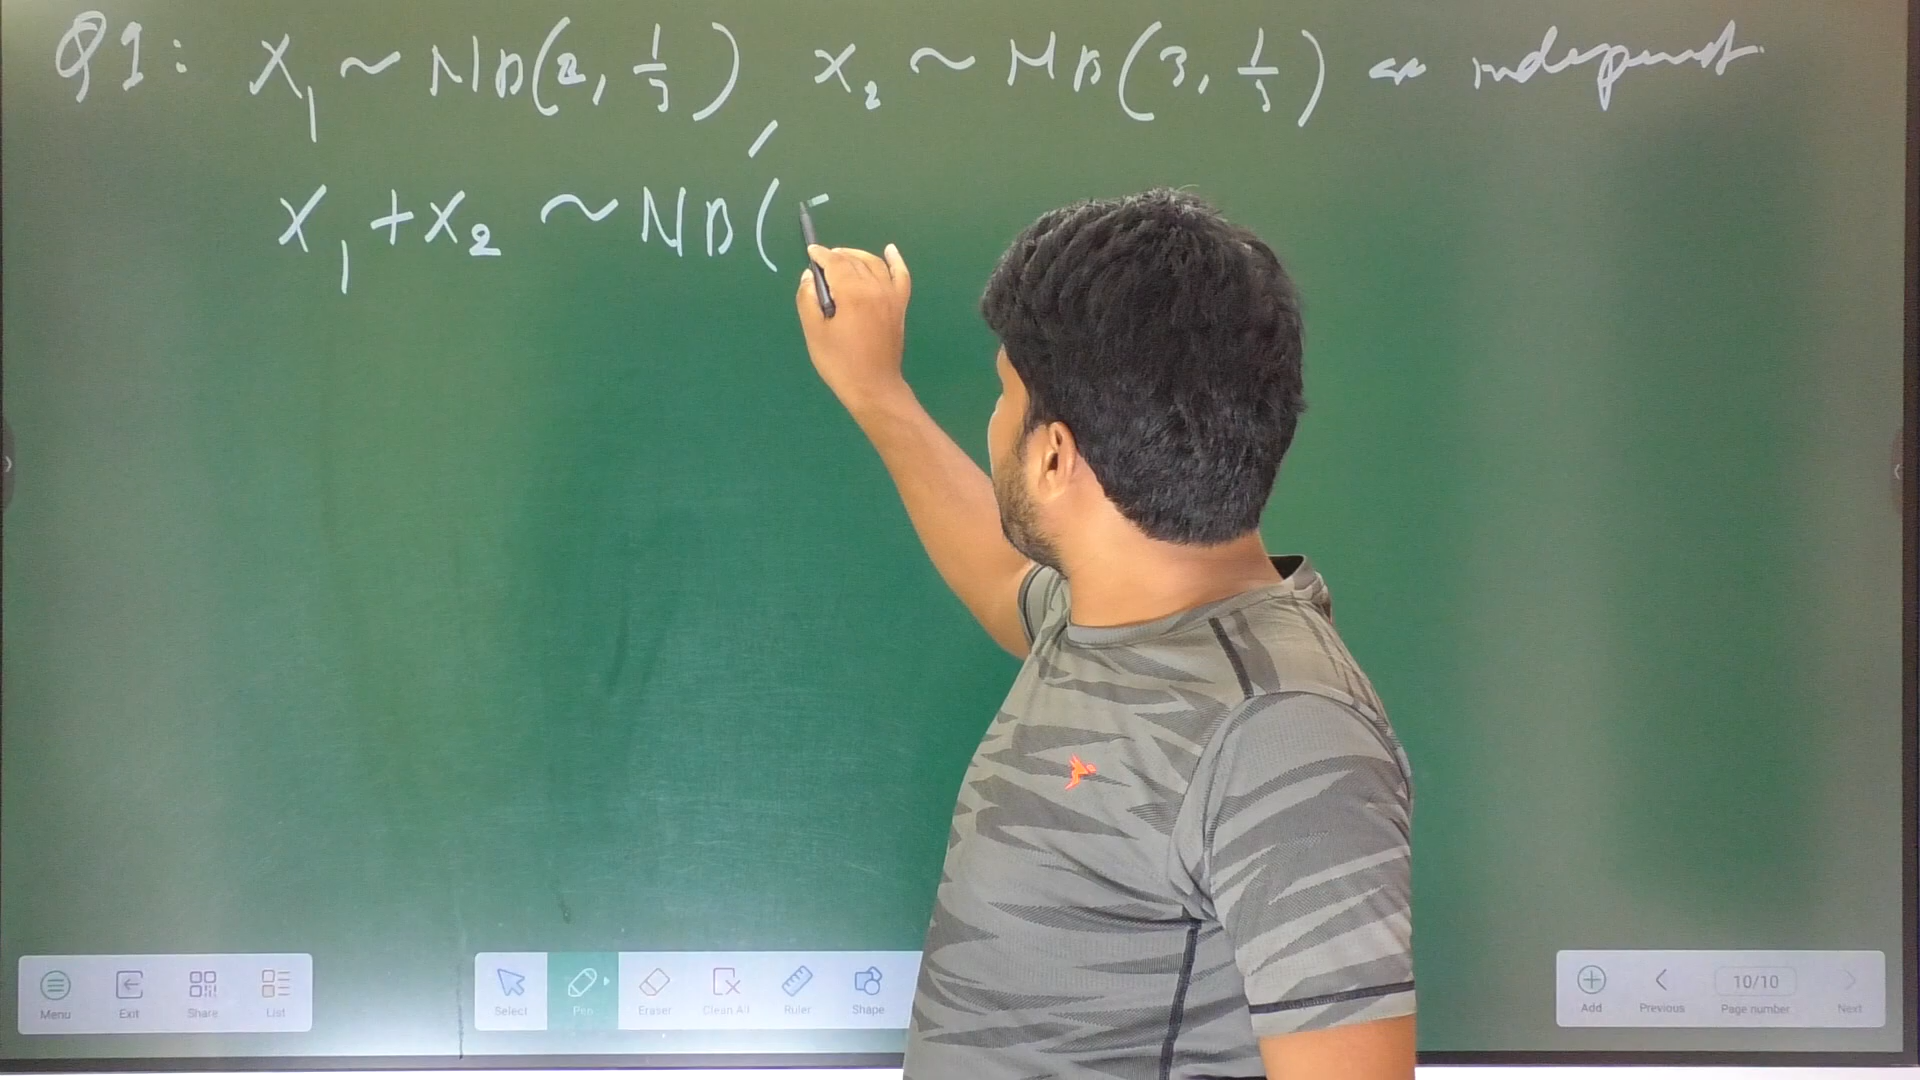 Q1: X₁ ~ NB(2, 1/3), X₂ ~ NB(3, 1/3) are independent.
X₁ + X₂ ~ NB(
Menu Exit Share List Select Pen Eraser Clean All Ruler Shape Add Previous 10/10 Page number Next